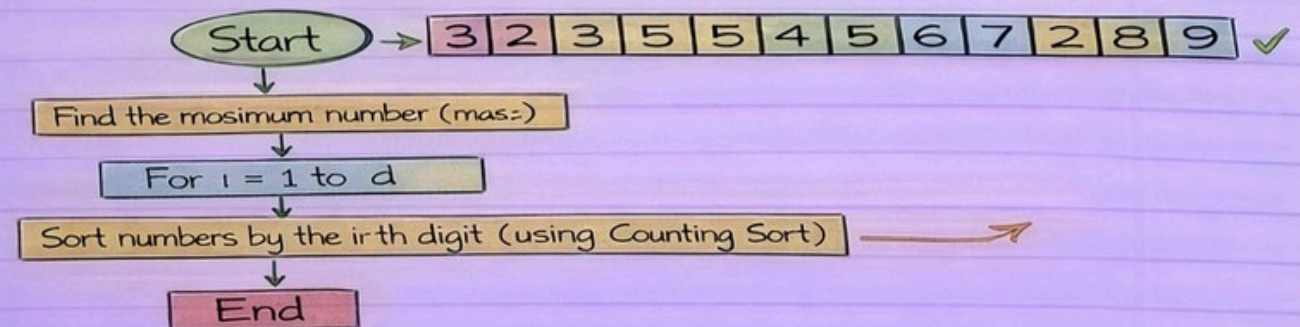 Start 3 2 3 5 5 4 5 6 7 2 8 9
Find the mosimum number (mas=)
For i = 1 to d
Sort numbers by the ir th digit (using Counting Sort)
End